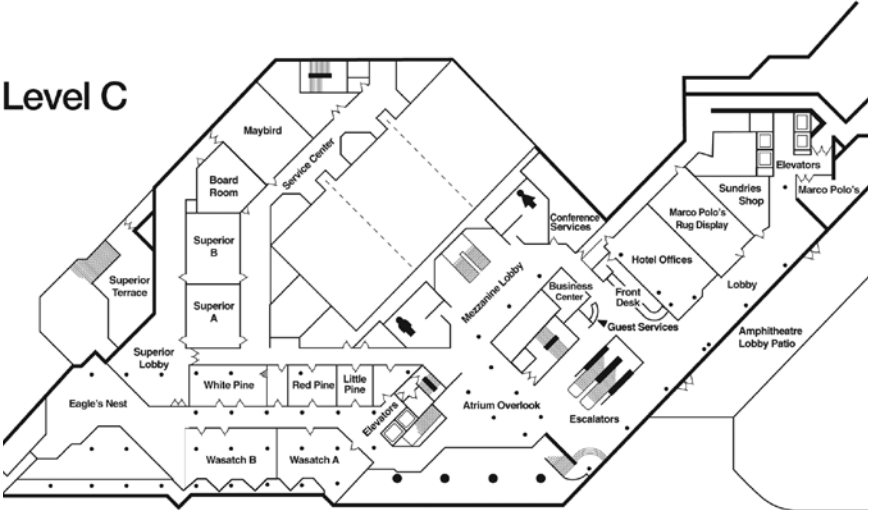 Level C
Maybird
Service Center
Board
Room
Superior
B
Superior
A
Superior
Terrace
Superior
Lobby
Eagle's Nest
White Pine
Red Pine
Little
Pine
Wasatch B
Wasatch A
Elevators
Atrium Overlook
Mezzanine Lobby
Conference
Services
Business
Center
Guest Services
Front
Desk
Hotel Offices
Marco Polo's
Rug Display
Sundries
Shop
Elevators
Marco Polo's
Lobby
Amphitheatre
Lobby Patio
Escalators